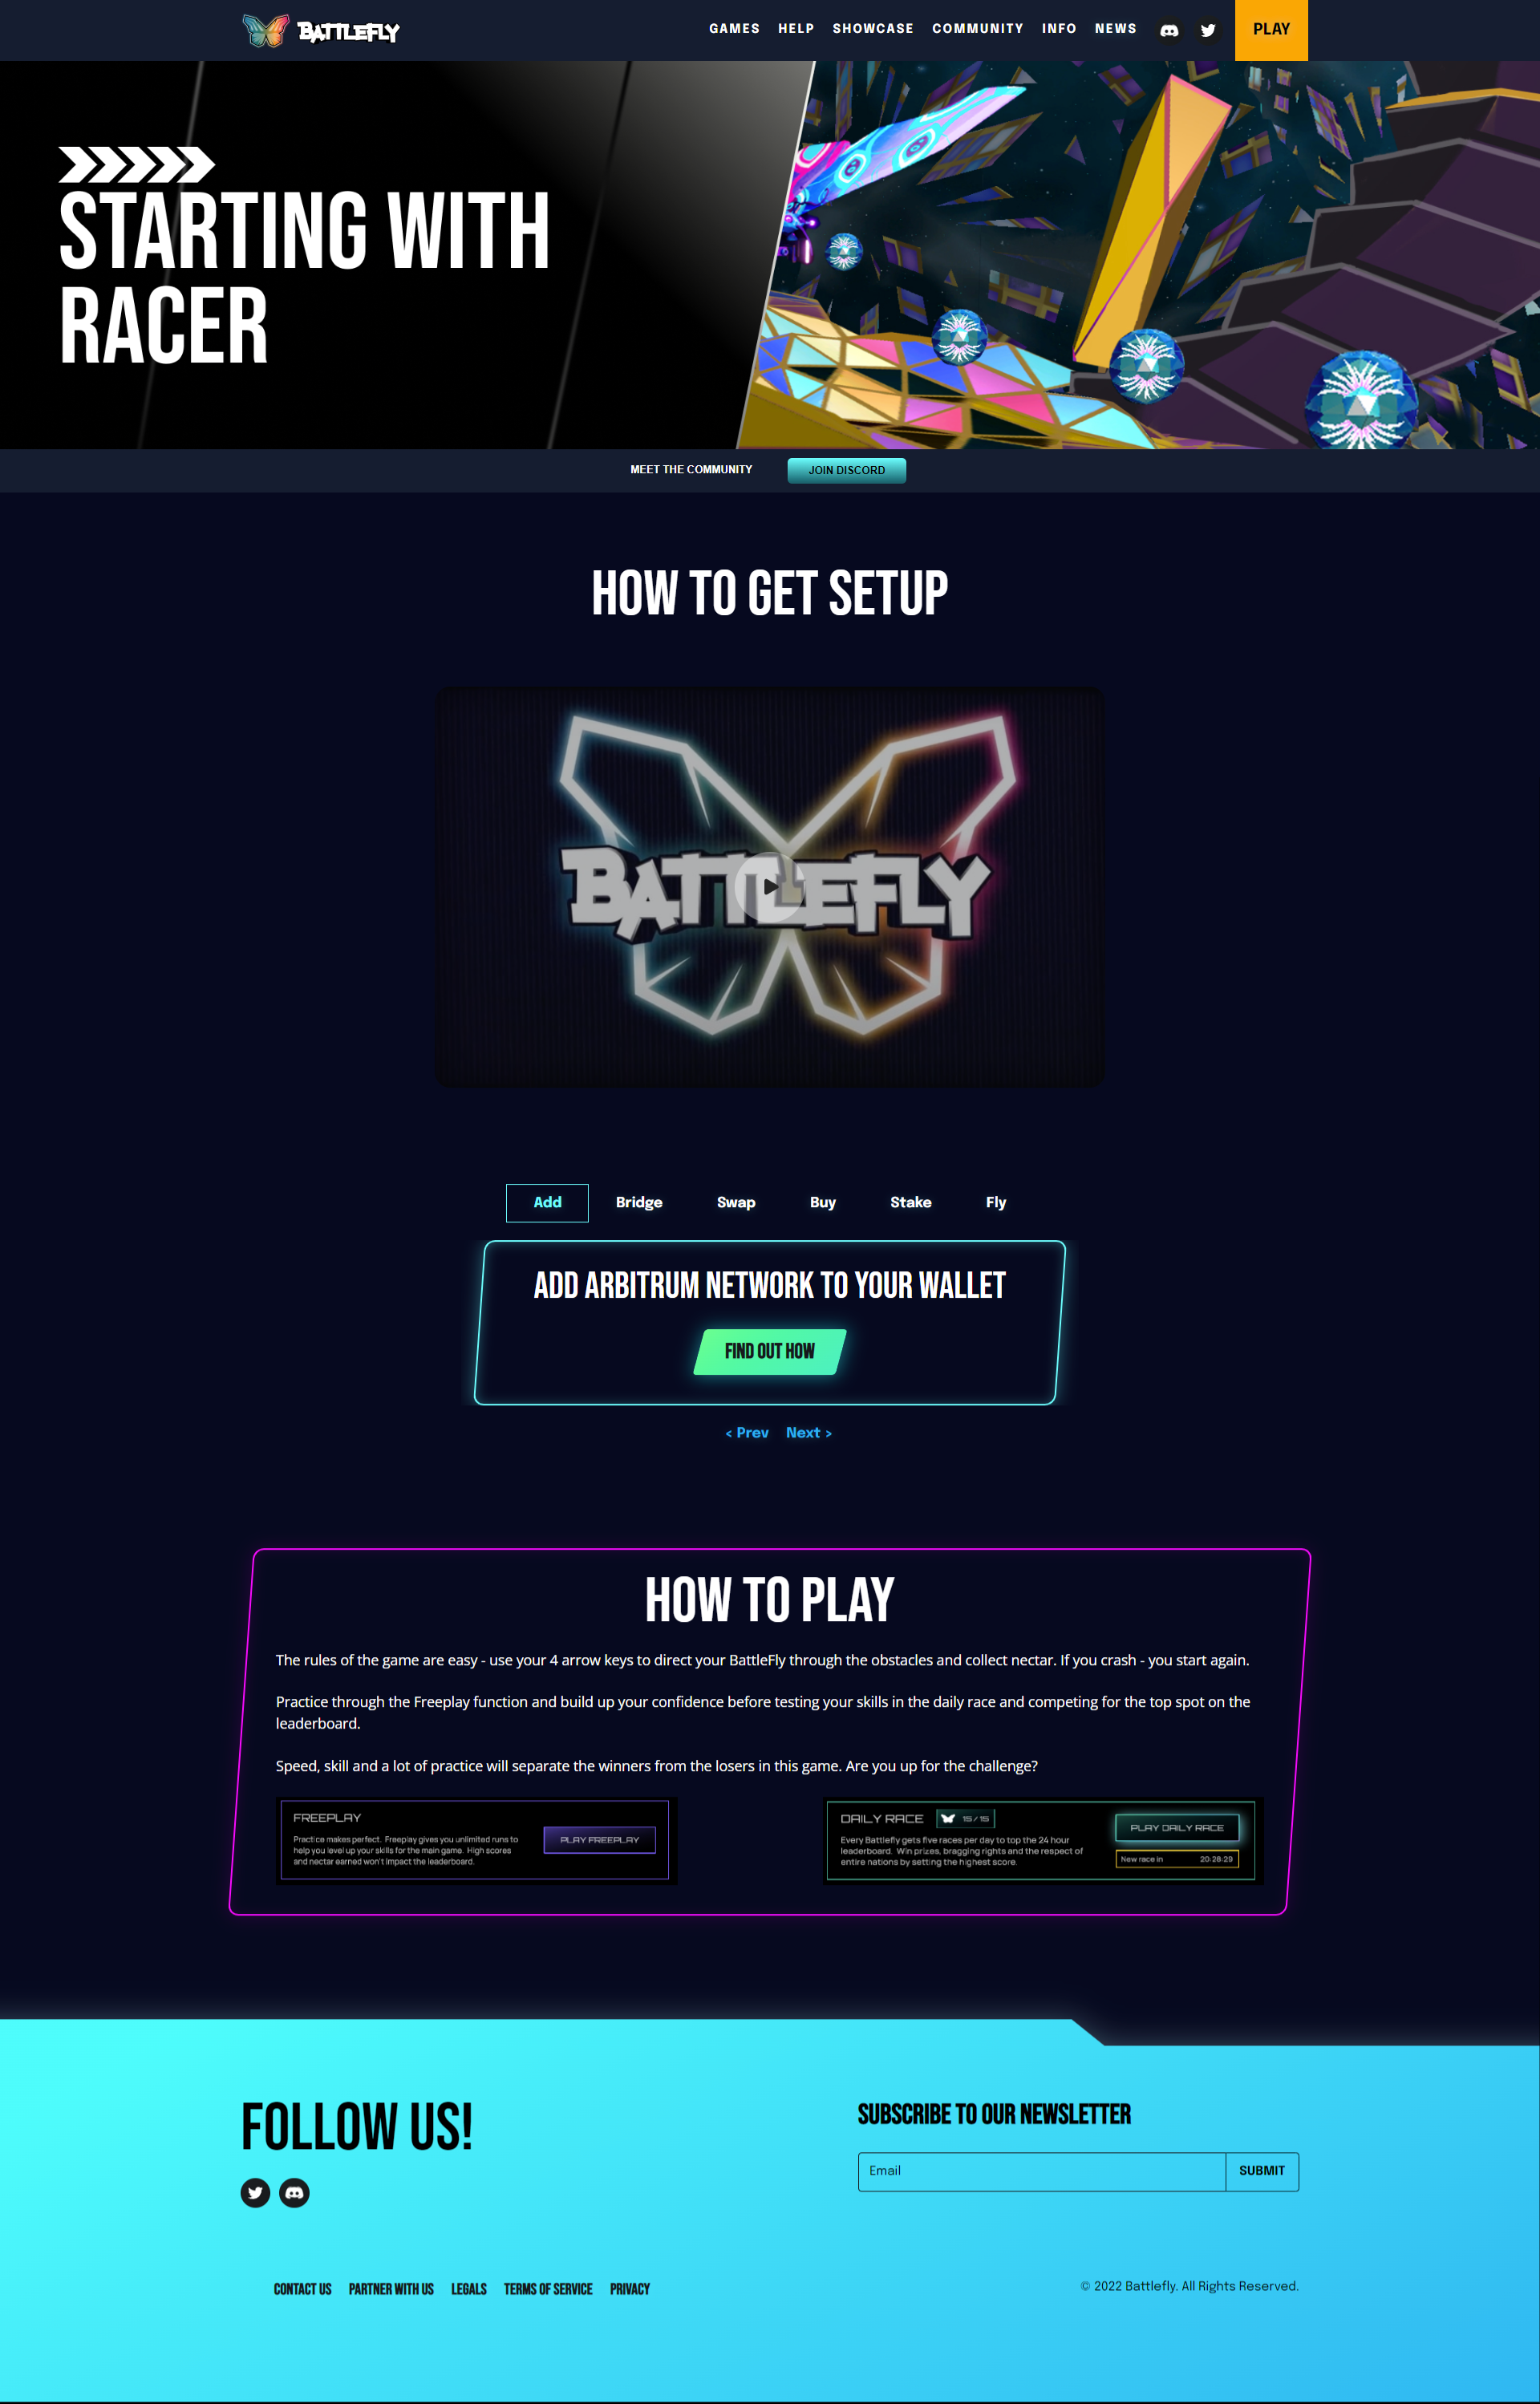 BATTLEFLY
GAMES HELP SHOWCASE COMMUNITY INFO NEWS PLAY
STARTING WITH
RACER
MEET THE COMMUNITY JOIN DISCORD
HOW TO GET SETUP
BATTLEFLY
Add Bridge Swap Buy Stake Fly
ADD ARBITRUM NETWORK TO YOUR WALLET
FIND OUT HOW
< Prev Next >
HOW TO PLAY
The rules of the game are easy - use your 4 arrow keys to direct your BattleFly through the obstacles and collect nectar. If you crash - you start again.
Practice through the Freeplay function and build up your confidence before testing your skills in the daily race and competing for the top spot on the
leaderboard.
Speed, skill and a lot of practice will separate the winners from the losers in this game. Are you up for the challenge?
FREEPLAY
Practice makes perfect. Freeplay gives you unlimited runs to
help you level up your skills for the main game. High scores
and nectar earned won't impact the leaderboard.
PLAY FREEPLAY
DAILY RACE 15/15
Every Battlefly gets five races per day to top the 24 hour
leaderboard. Win prizes, bragging rights and the respect of
entire nations by setting the highest score.
PLAY DAILY RACE
New race in 20:28:29
FOLLOW US!
SUBSCRIBE TO OUR NEWSLETTER
Email SUBMIT
CONTACT US PARTNER WITH US LEGALS TERMS OF SERVICE PRIVACY
© 2022 Battlefly. All Rights Reserved.